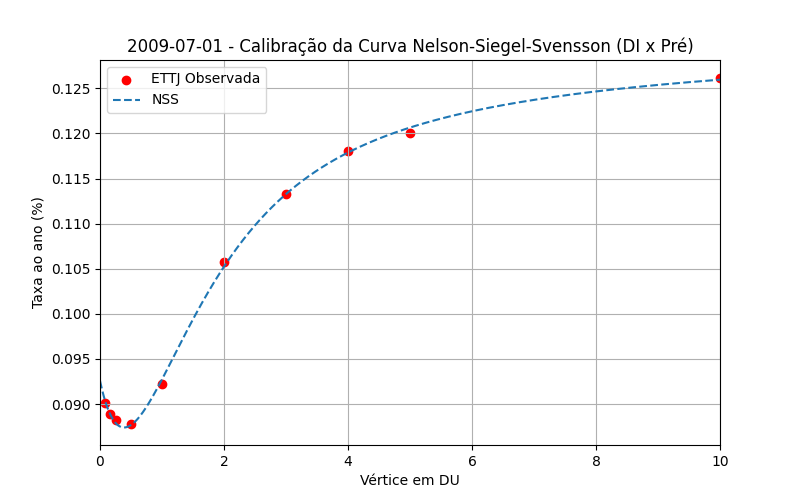 2009-07-01 - Calibração da Curva Nelson-Siegel-Svensson (DI x Pré)
ETTJ Observada
NSS
Taxa ao ano (%)
0.125
0.120
0.115
0.110
0.105
0.100
0.095
0.090
0 2 4 6 8 10
Vértice em DU